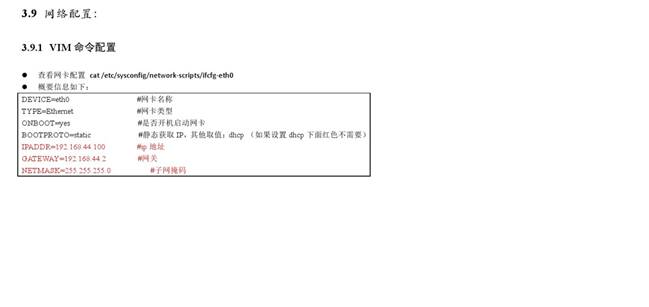 3.9 网络配置:
3.9.1 VIM 命令配置
● 查看网卡配置 cat /etc/sysconfig/network-scripts/ifcfg-eth0
● 概要信息如下:
DEVICE=eth0 #网卡名称
TYPE=Ethernet #网卡类型
ONBOOT=yes #是否开机启动网卡
BOOTPROTO=static #静态获取 IP, 其他取值: dhcp (如果设置 dhcp 下面红色不需要)
IPADDR=192.168.44.100 #ip 地址
GATEWAY=192.168.44.2 #网关
NETMASK=255.255.255.0 #子网掩码